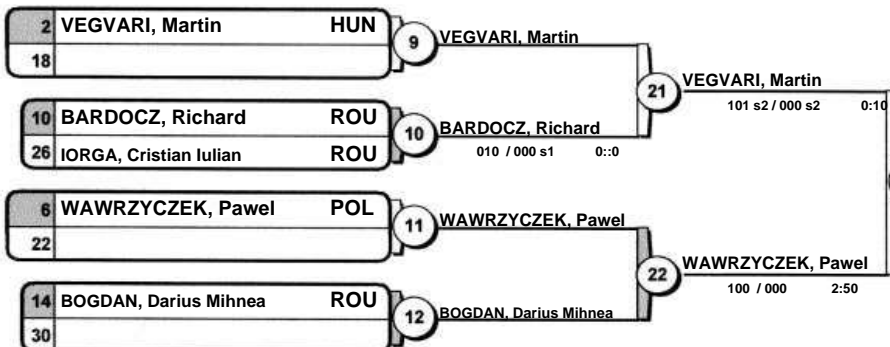 2 VEGVARI, Martin HUN
18
9
VEGVARI, Martin
10 BARDOCZ, Richard ROU
26 IORGA, Cristian Iulian ROU
10
BARDOCZ, Richard
010 / 000 s1 0::0
21
VEGVARI, Martin
101 s2 / 000 s2 0:10
6 WAWRZYCZEK, Pawel POL
22
11
WAWRZYCZEK, Pawel
14 BOGDAN, Darius Mihnea ROU
30
12
BOGDAN, Darius Mihnea
22
WAWRZYCZEK, Pawel
100 / 000 2:50